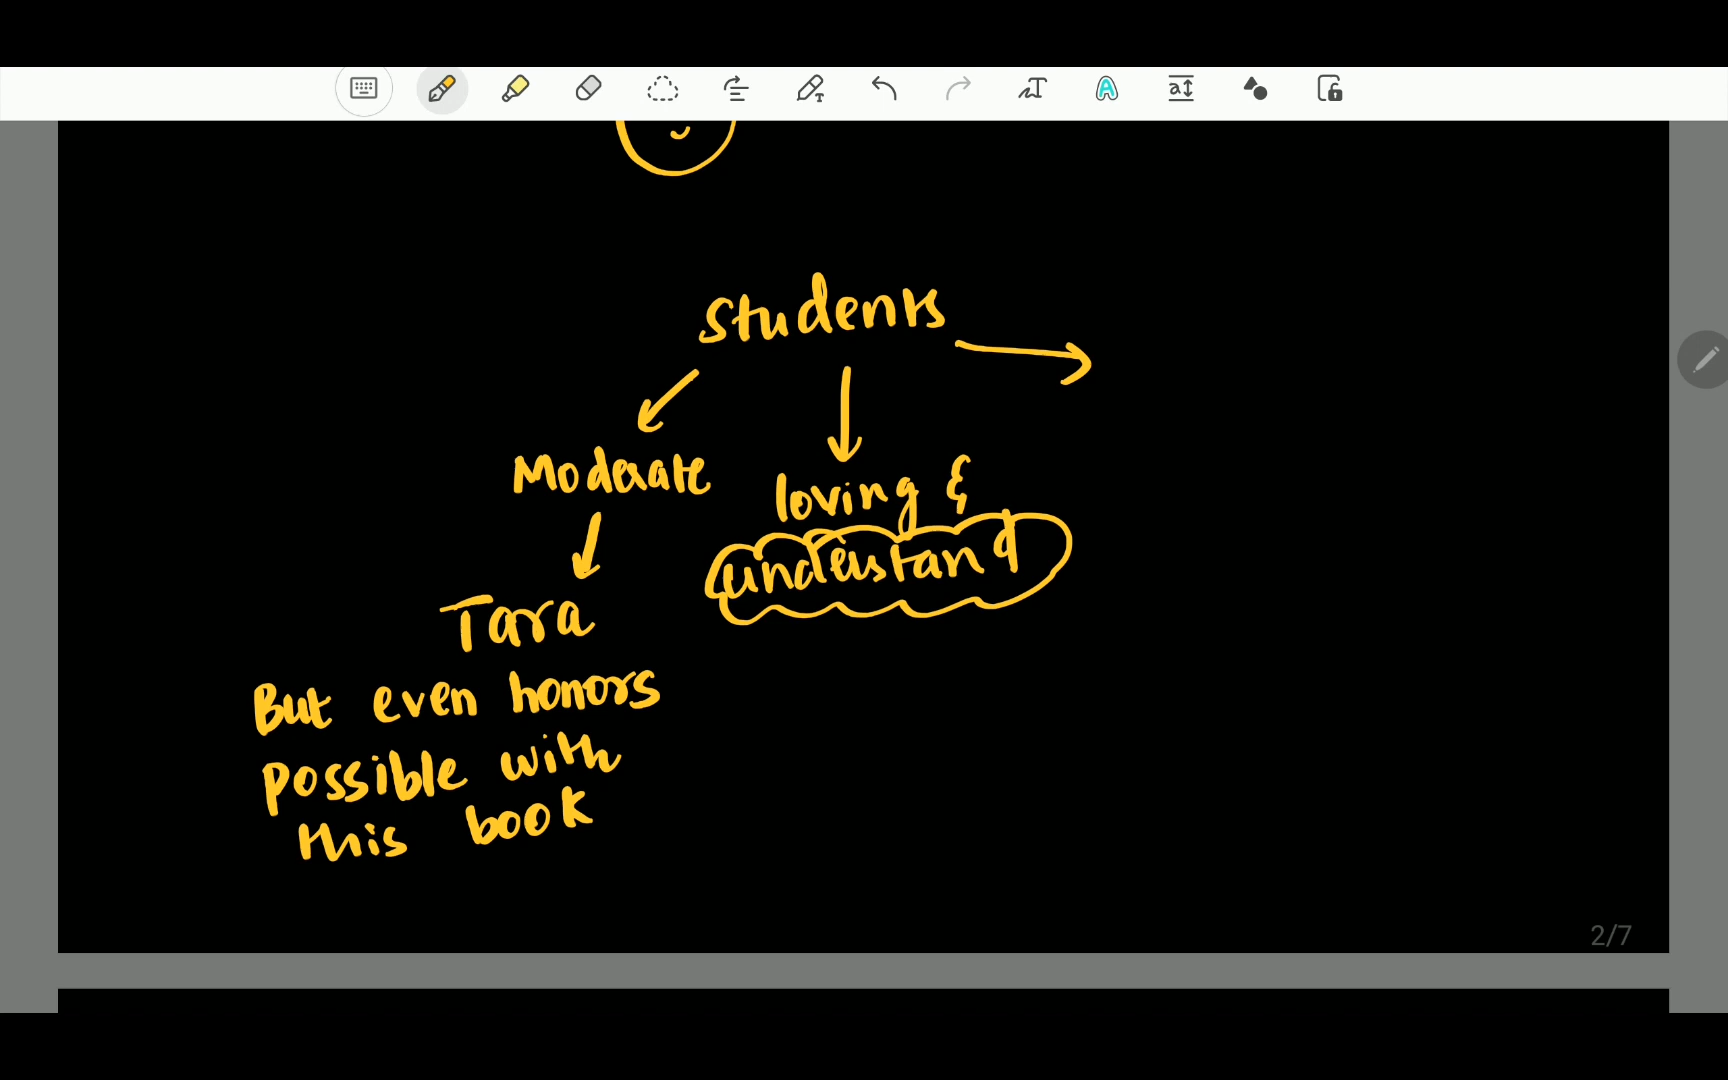 Students
Moderate
loving &
understand
Tara
But even honors
possible with
this book
2/7